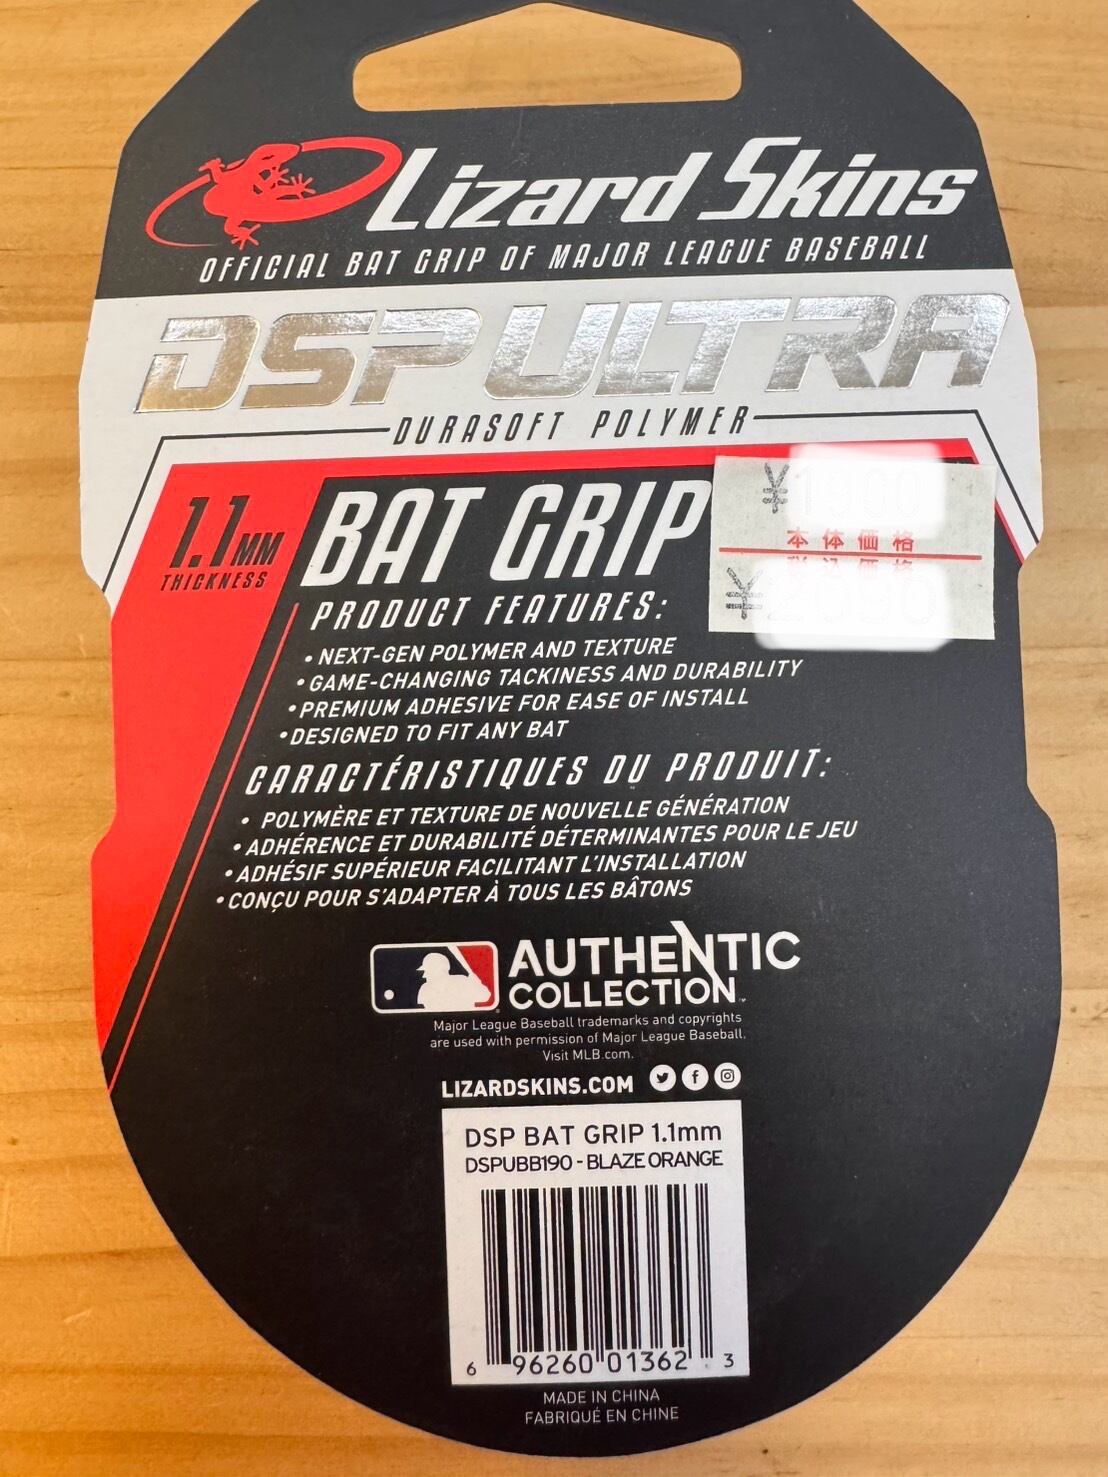 Lizard Skins
OFFICIAL BAT GRIP OF MAJOR LEAGUE BASEBALL
DSP ULTRA
DURASOFT POLYMER
1.1MM
THICKNESS
BAT GRIP
¥
本体価格
¥
PRODUCT FEATURES:
• NEXT-GEN POLYMER AND TEXTURE
• GAME-CHANGING TACKINESS AND DURABILITY
• PREMIUM ADHESIVE FOR EASE OF INSTALL
• DESIGNED TO FIT ANY BAT
CARACTÉRISTIQUES DU PRODUIT:
• POLYMÈRE ET TEXTURE DE NOUVELLE GÉNÉRATION
• ADHÉRENCE ET DURABILITÉ DÉTERMINANTES POUR LE JEU
• ADHÉSIF SUPÉRIEUR FACILITANT L'INSTALLATION
• CONÇU POUR S'ADAPTER À TOUS LES BÂTONS
AUTHENTIC
COLLECTION™
Major League Baseball trademarks and copyrights
are used with permission of Major League Baseball.
Visit MLB.com.
LIZARDSKINS.COM
DSP BAT GRIP 1.1mm
DSPUBB190 - BLAZE ORANGE
6 96260 01362 3
MADE IN CHINA
FABRIQUÉ EN CHINE